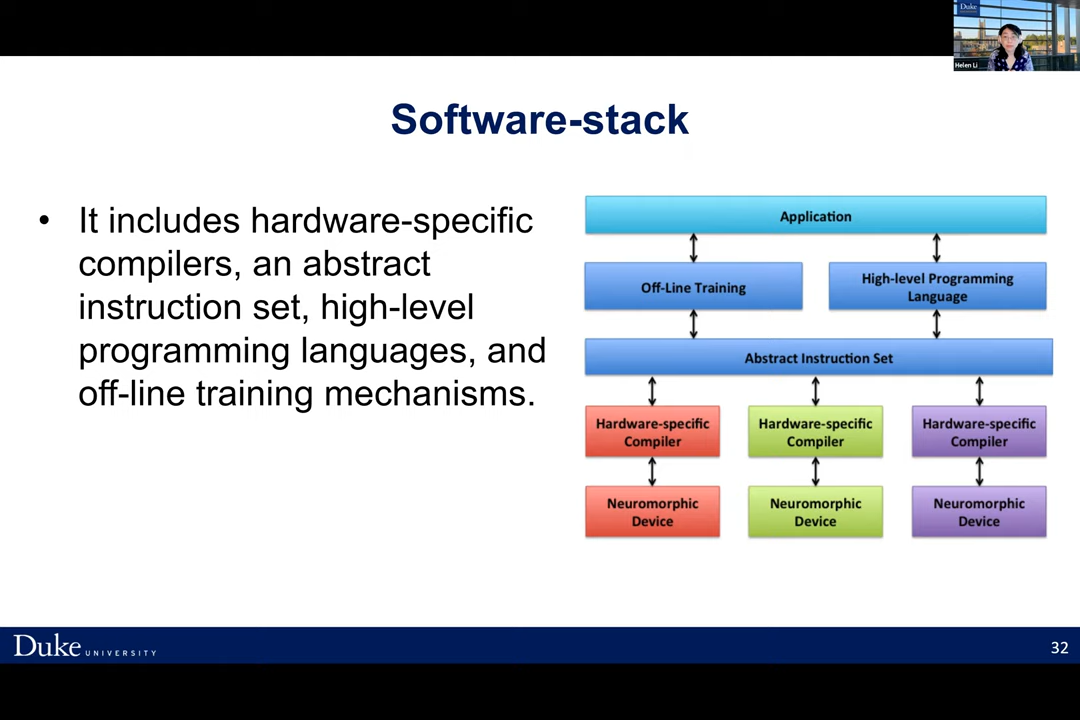 Duke
Helen Li
Software-stack
• It includes hardware-specific
compilers, an abstract
instruction set, high-level
programming languages, and
off-line training mechanisms.
Application
Off-Line Training
High-level Programming
Language
Abstract Instruction Set
Hardware-specific
Compiler
Hardware-specific
Compiler
Hardware-specific
Compiler
Neuromorphic
Device
Neuromorphic
Device
Neuromorphic
Device
Duke UNIVERSITY
32